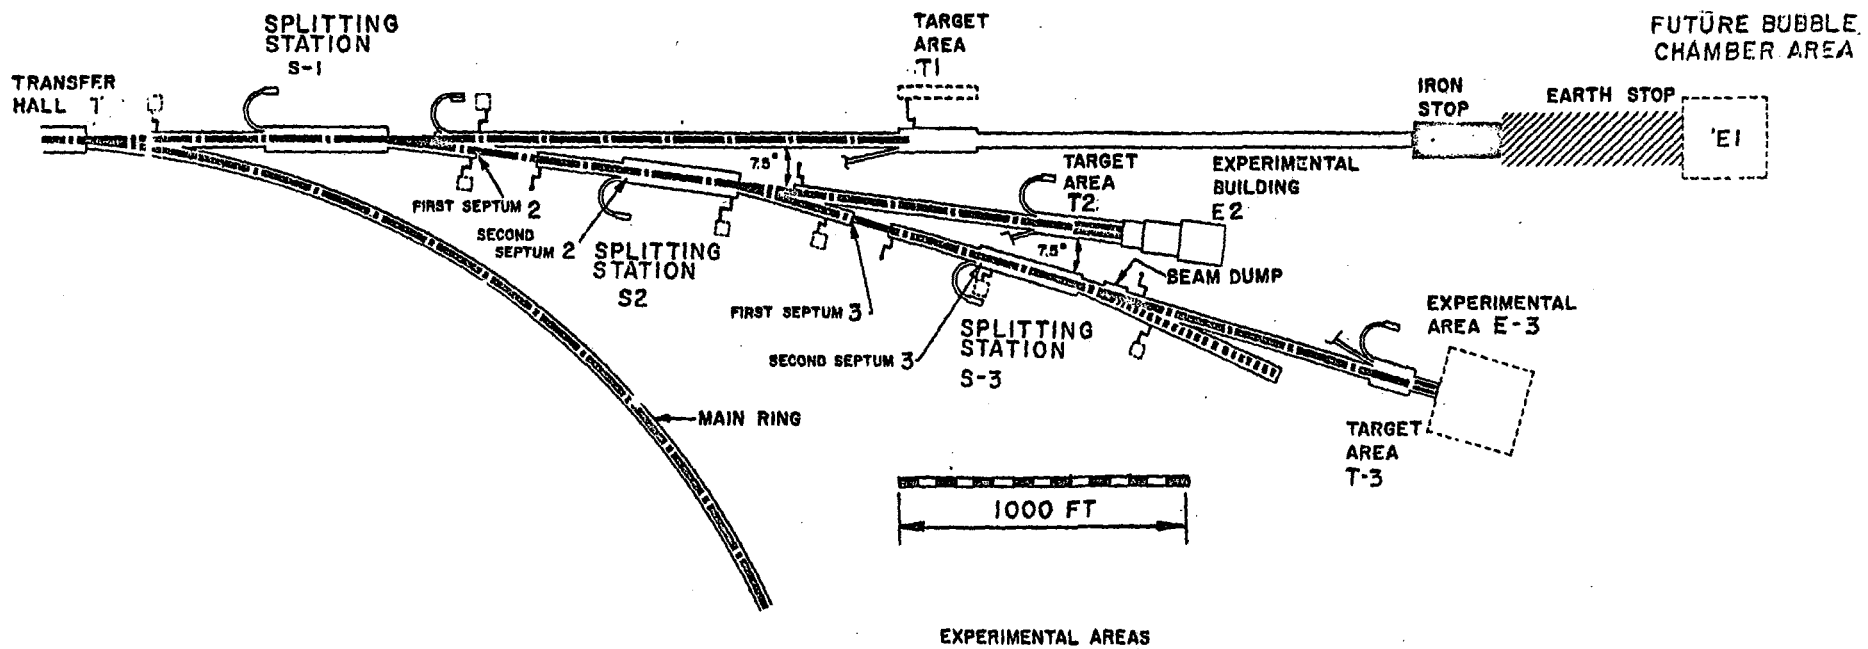 SPLITTING
STATION
S-1
TRANSFER
HALL T
TARGET
AREA
T1
FUTURE BUBBLE
CHAMBER AREA
IRON
STOP
EARTH STOP
E1
7.5°
TARGET
AREA
T2
EXPERIMENTAL
BUILDING
E2
FIRST SEPTUM 2
SECOND
SEPTUM 2
SPLITTING
STATION
S2
7.5°
BEAM DUMP
FIRST SEPTUM 3
SECOND SEPTUM 3
SPLITTING
STATION
S-3
EXPERIMENTAL
AREA E-3
MAIN RING
TARGET
AREA
T-3
1000 FT
EXPERIMENTAL AREAS